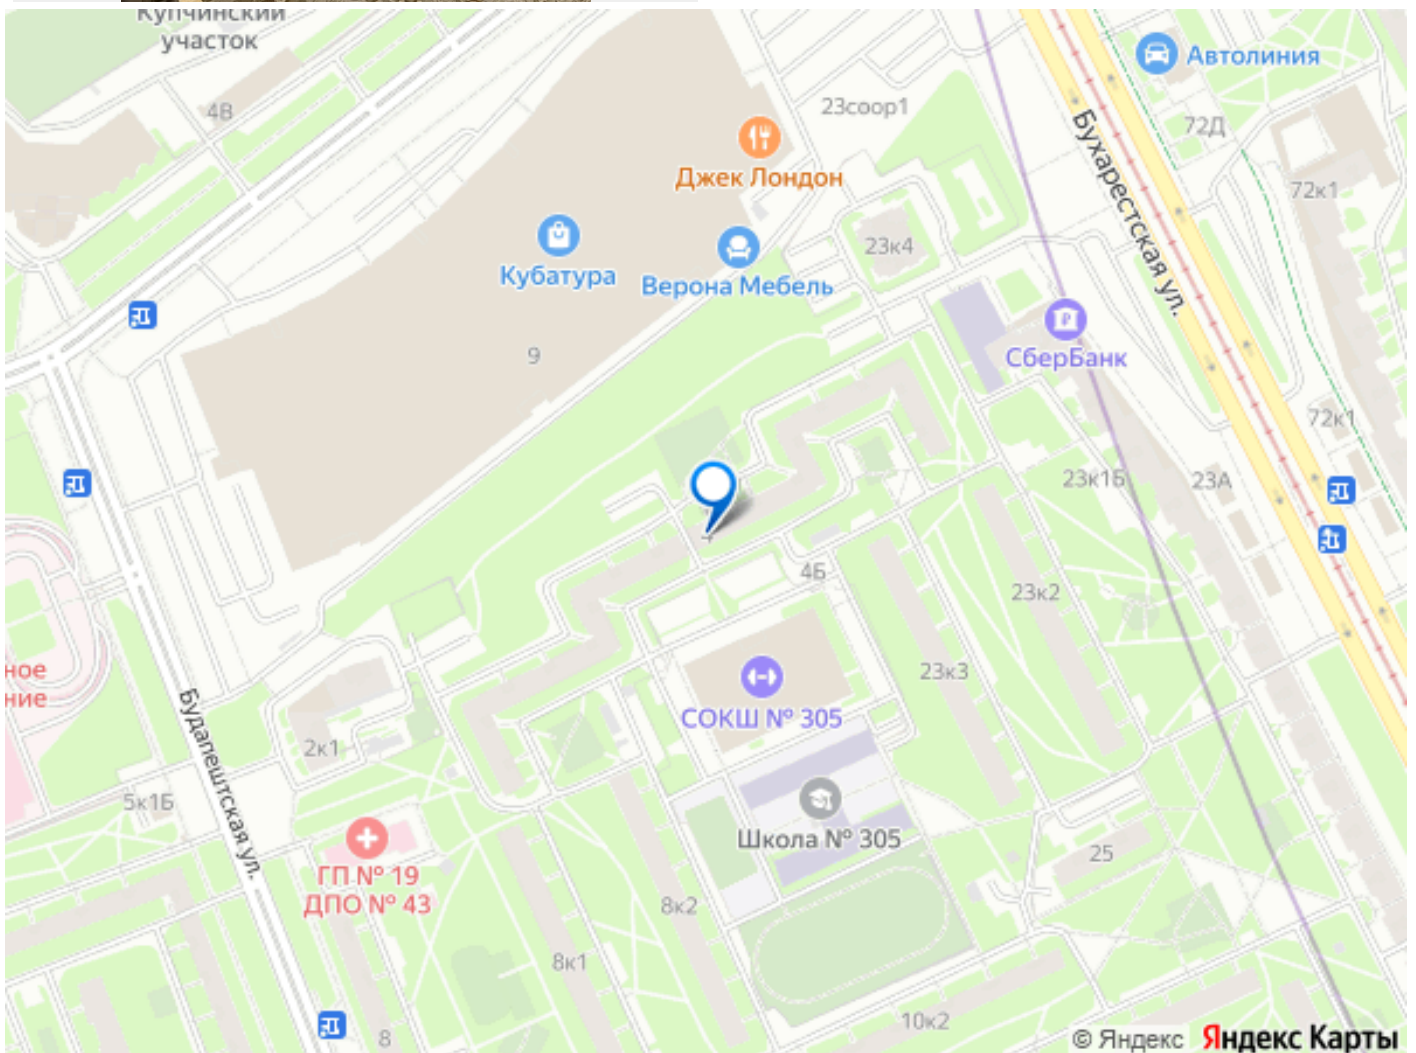 Купчинский
участок
4В
23соор1
Автолиния
72Д
72к1
Бухарестская ул.
Джек Лондон
23к4
Кубатура
Верона Мебель
СберБанк
9
72к1
23к1Б
23А
4
4Б
23к2
23к3
ное
ние
СОКШ № 305
Будапештская ул.
2к1
5к1Б
Школа № 305
25
ГП № 19
ДПО № 43
8к2
8к1
10к2
8
© Яндекс Яндекс Карты